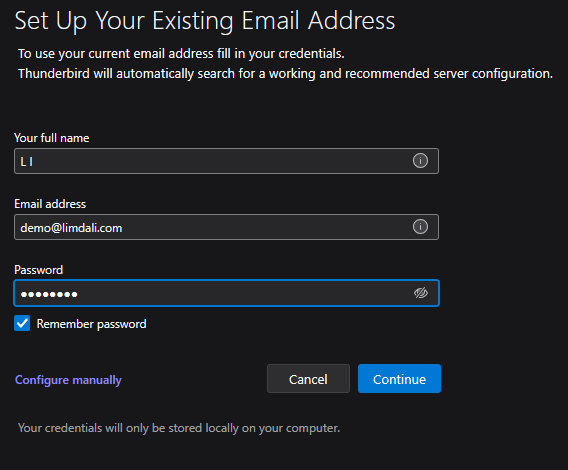 Set Up Your Existing Email Address
To use your current email address fill in your credentials.
Thunderbird will automatically search for a working and recommended server configuration.
Your full name
L I
Email address
demo@limdali.com
Password
●●●●●●●●
Remember password
Configure manually
Cancel
Continue
Your credentials will only be stored locally on your computer.